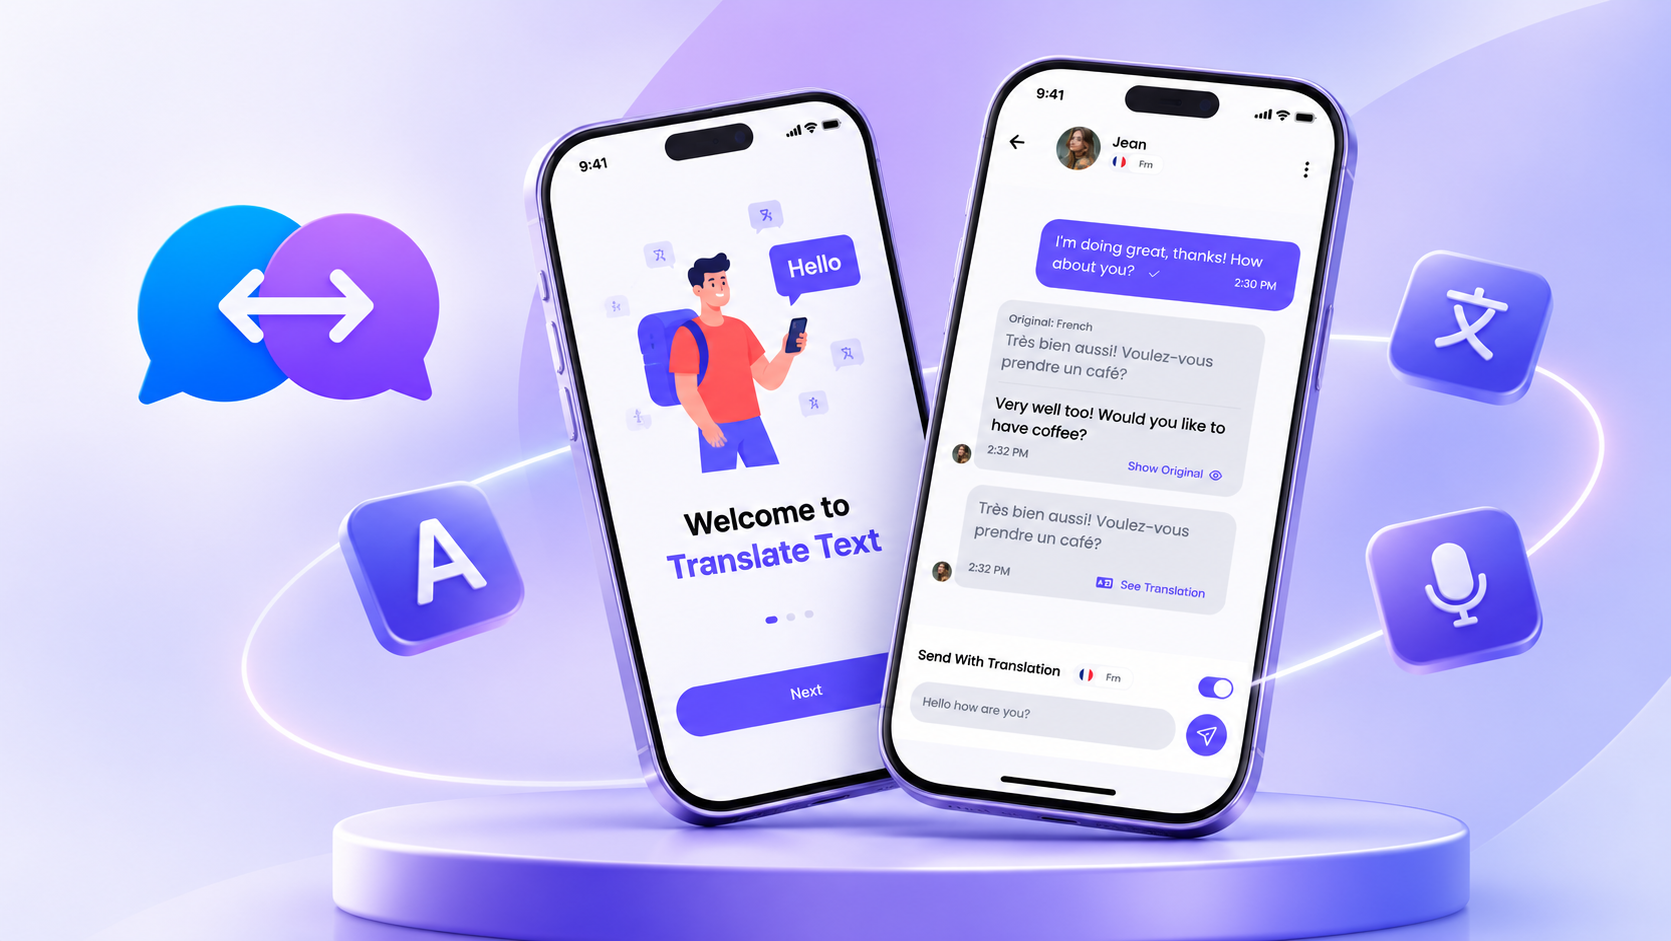 9:41
Hello
Welcome to
Translate Text
Next
9:41
Jean
Frn
I'm doing great, thanks! How
about you?
2:30 PM
Original: French
Très bien aussi! Voulez-vous
prendre un café?
Very well too! Would you like to
have coffee?
2:32 PM
Show Original
Très bien aussi! Voulez-vous
prendre un café?
2:32 PM
See Translation
Send With Translation
Frn
Hello how are you?
A
文